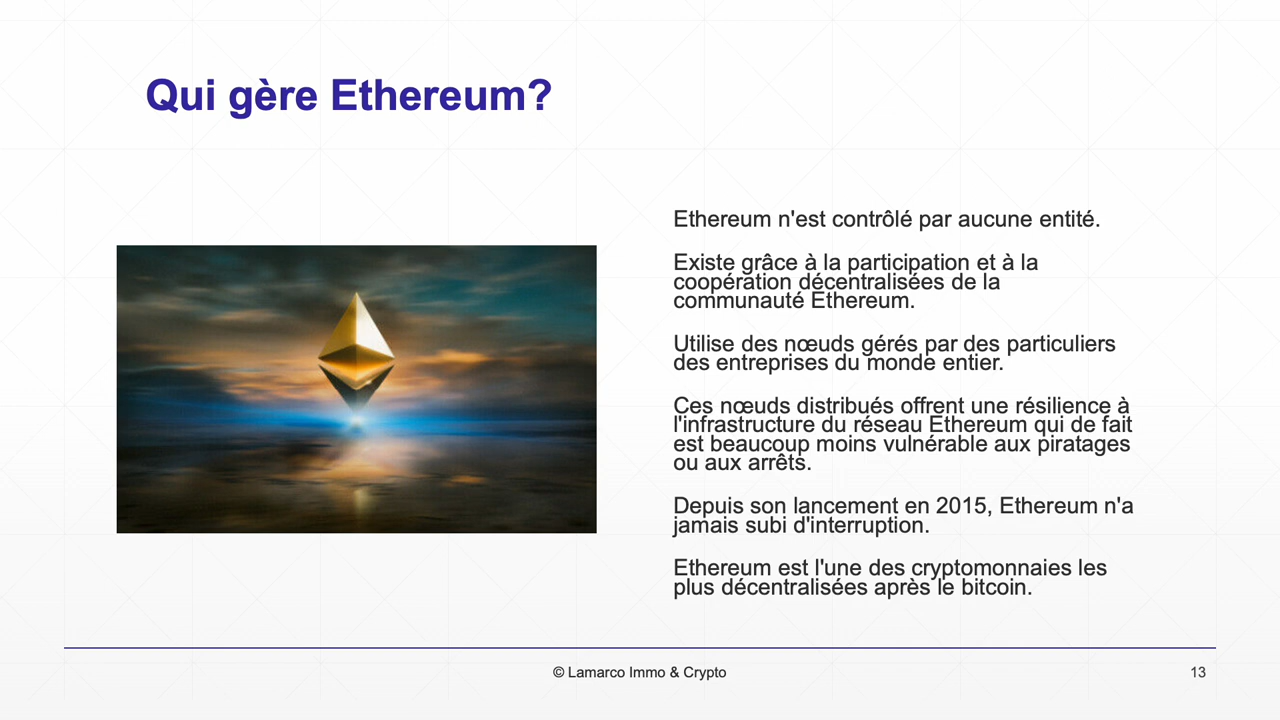 Qui gère Ethereum?
Ethereum n'est contrôlé par aucune entité.
Existe grâce à la participation et à la
coopération décentralisées de la
communauté Ethereum.
Utilise des nœuds gérés par des particuliers
des entreprises du monde entier.
Ces nœuds distribués offrent une résilience à
l'infrastructure du réseau Ethereum qui de fait
est beaucoup moins vulnérable aux piratages
ou aux arrêts.
Depuis son lancement en 2015, Ethereum n'a
jamais subi d'interruption.
Ethereum est l'une des cryptomonnaies les
plus décentralisées après le bitcoin.
© Lamarco Immo & Crypto
13